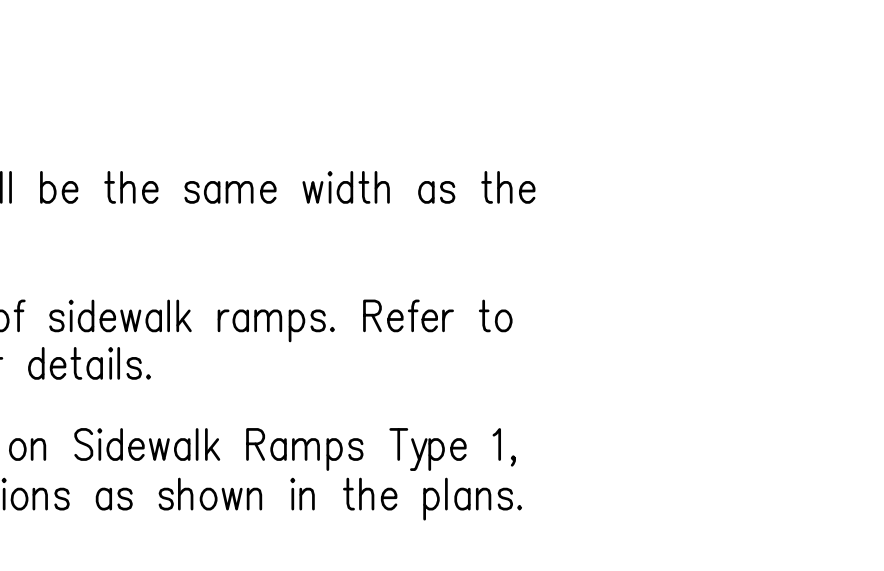 ll be the same width as the
of sidewalk ramps. Refer to
details.
on Sidewalk Ramps Type 1,
ions as shown in the plans.